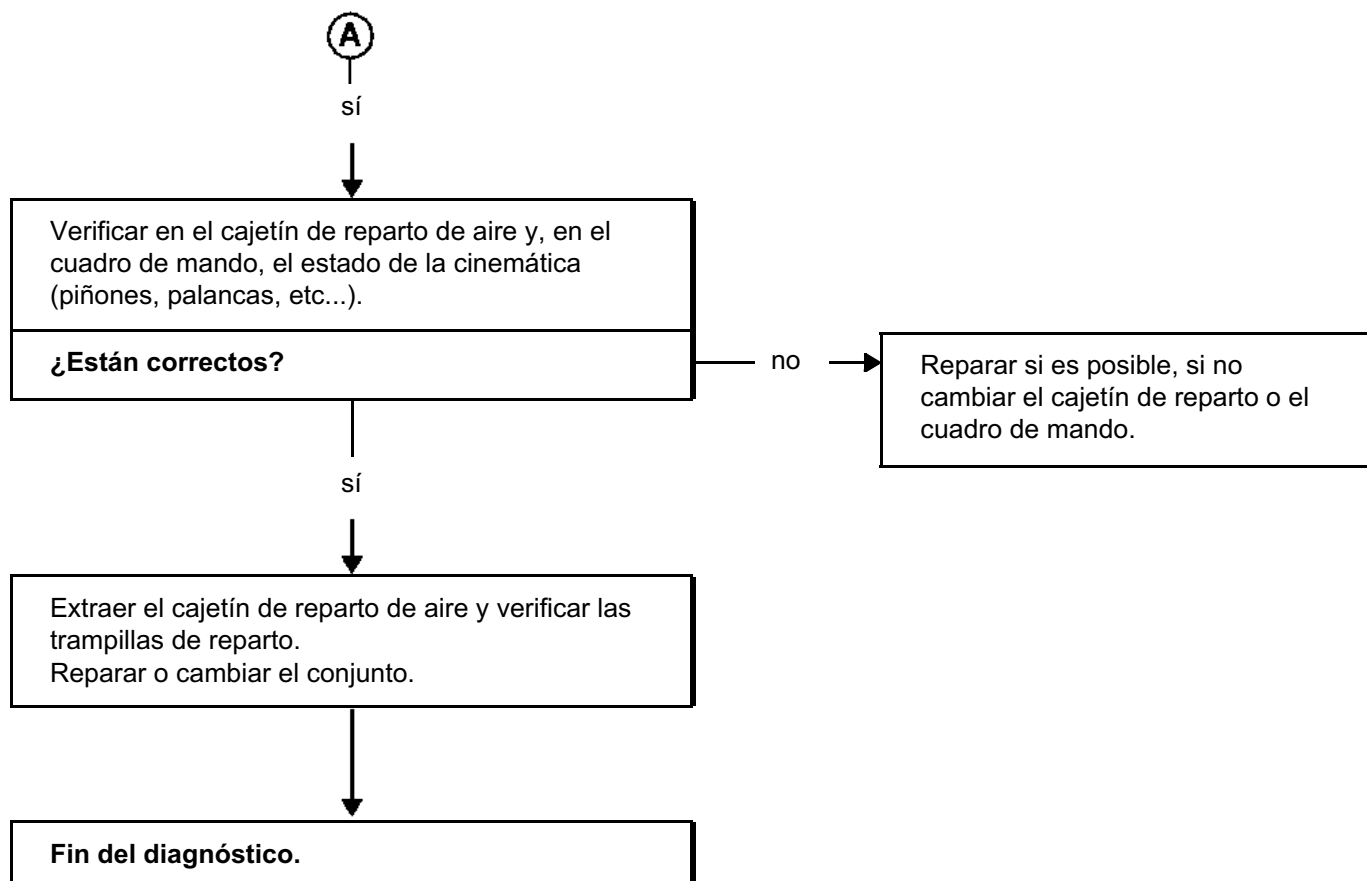 A
sí
Verificar en el cajetín de reparto de aire y, en el
cuadro de mando, el estado de la cinemática
(piñones, palancas, etc...).
¿Están correctos?
no
Reparar si es posible, si no
cambiar el cajetín de reparto o el
cuadro de mando.
sí
Extraer el cajetín de reparto de aire y verificar las
trampillas de reparto.
Reparar o cambiar el conjunto.
Fin del diagnóstico.